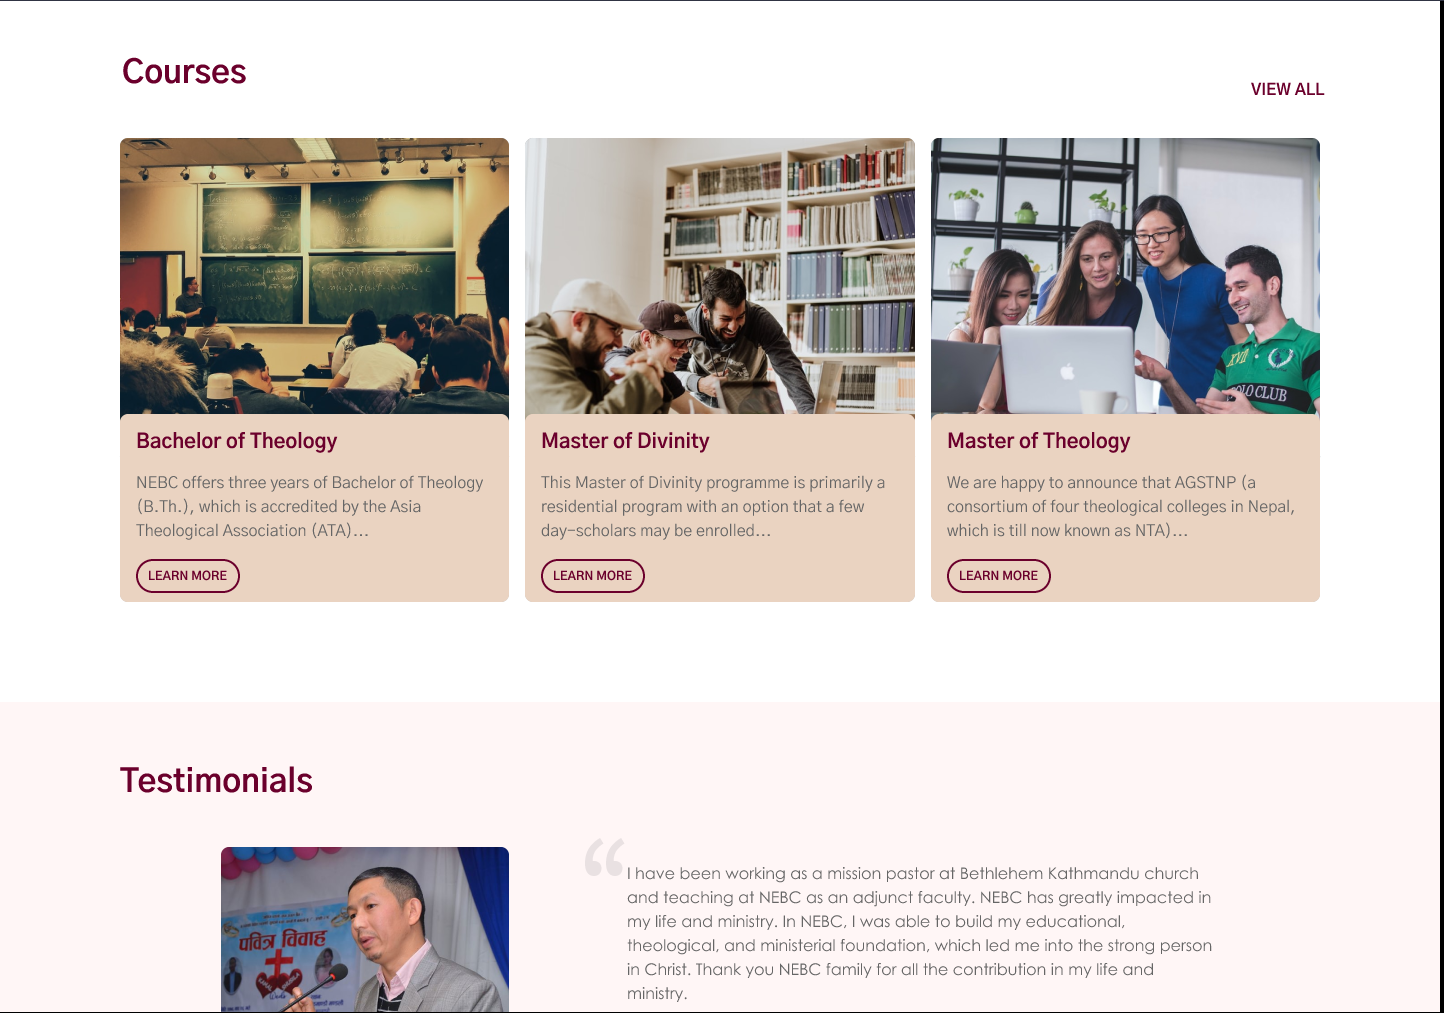 Courses
VIEW ALL
XVII
POLO CLUB
Bachelor of Theology
NEBC offers three years of Bachelor of Theology
(B.Th.), which is accredited by the Asia
Theological Association (ATA)...
LEARN MORE
Master of Divinity
This Master of Divinity programme is primarily a
residential program with an option that a few
day-scholars may be enrolled...
LEARN MORE
Master of Theology
We are happy to announce that AGSTNP (a
consortium of four theological colleges in Nepal,
which is till now known as NTA)...
LEARN MORE
Testimonials
पवित्र विवाह
“
I have been working as a mission pastor at Bethlehem Kathmandu church
and teaching at NEBC as an adjunct faculty. NEBC has greatly impacted in
my life and ministry. In NEBC, I was able to build my educational,
theological, and ministerial foundation, which led me into the strong person
in Christ. Thank you NEBC family for all the contribution in my life and
ministry.